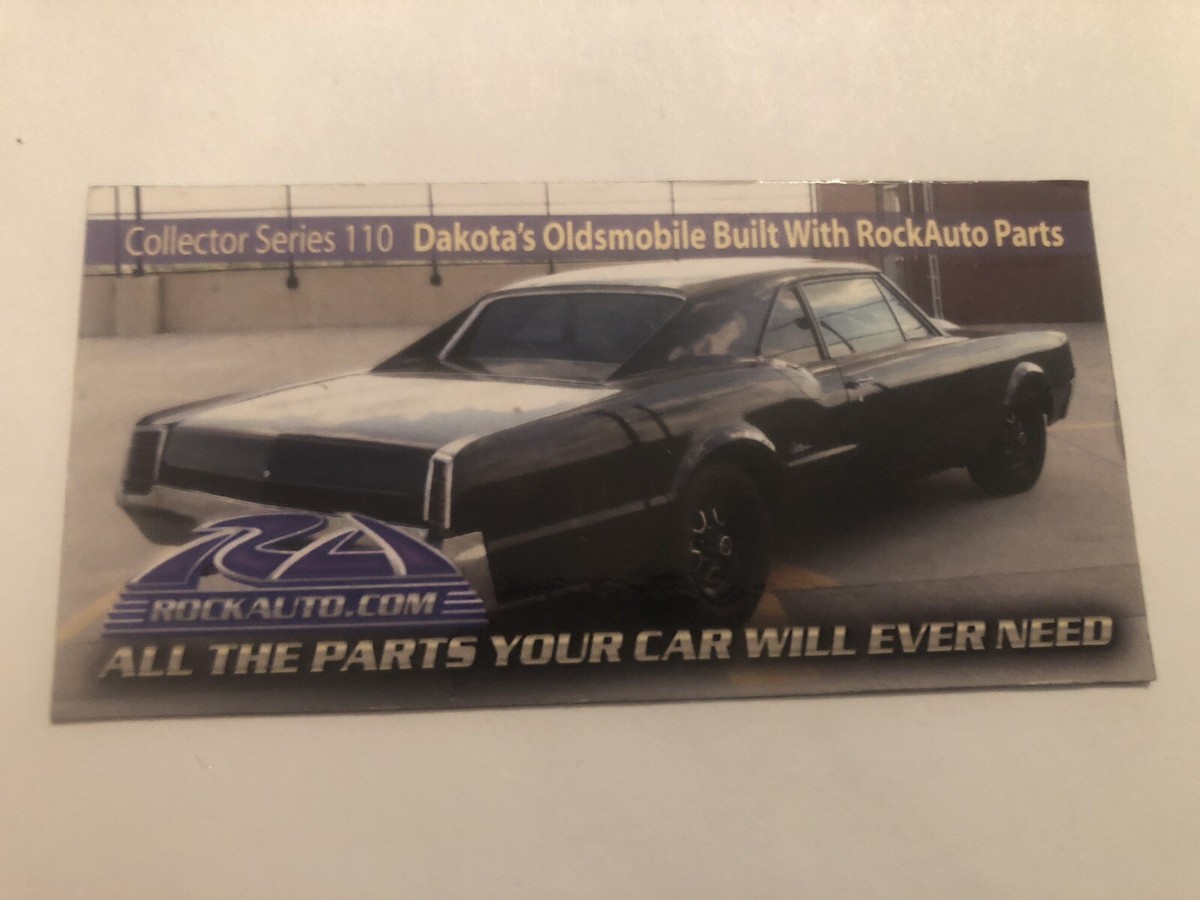 Collector Series 110 Dakota's Oldsmobile Built With RockAuto Parts
RA
ROCKAUTO.COM
ALL THE PARTS YOUR CAR WILL EVER NEED